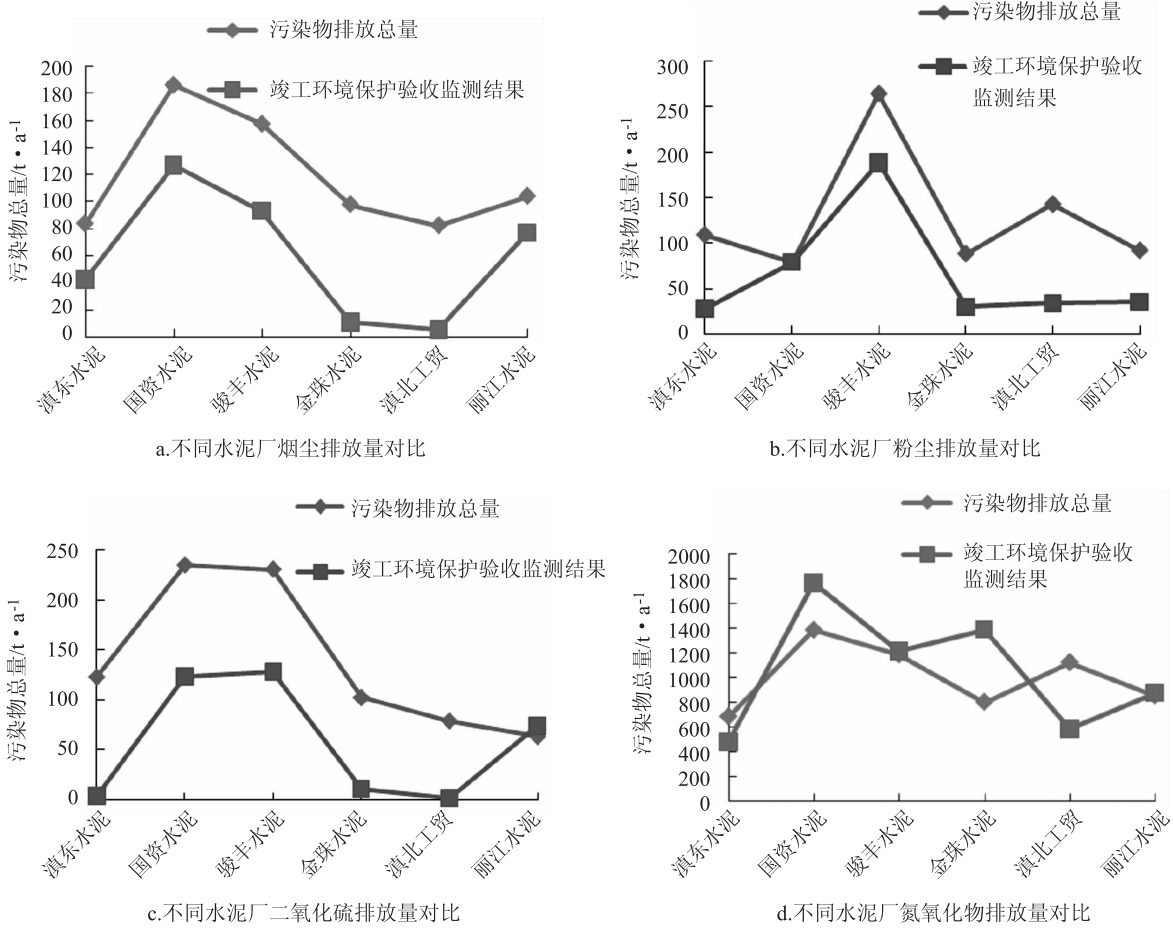 污染物排放总量
竣工环境保护验收监测结果
污染物总量/t·a⁻¹
200
180
160
140
120
100
80
60
40
20
0
滇东水泥
国资水泥
骏丰水泥
金珠水泥
滇北工贸
丽江水泥
a.不同水泥厂烟尘排放量对比
污染物排放总量
竣工环境保护验收
监测结果
污染物总量/t·a⁻¹
300
250
200
150
100
50
0
滇东水泥
国资水泥
骏丰水泥
金珠水泥
滇北工贸
丽江水泥
b.不同水泥厂粉尘排放量对比
污染物排放总量
竣工环境保护验收监测结果
污染物总量/t·a⁻¹
250
200
150
100
50
0
滇东水泥
国资水泥
骏丰水泥
金珠水泥
滇北工贸
丽江水泥
c.不同水泥厂二氧化硫排放量对比
污染物排放总量
竣工环境保护验收
监测结果
污染物总量/t·a⁻¹
2000
1800
1600
1400
1200
1000
800
600
400
200
0
滇东水泥
国资水泥
骏丰水泥
金珠水泥
滇北工贸
丽江水泥
d.不同水泥厂氮氧化物排放量对比